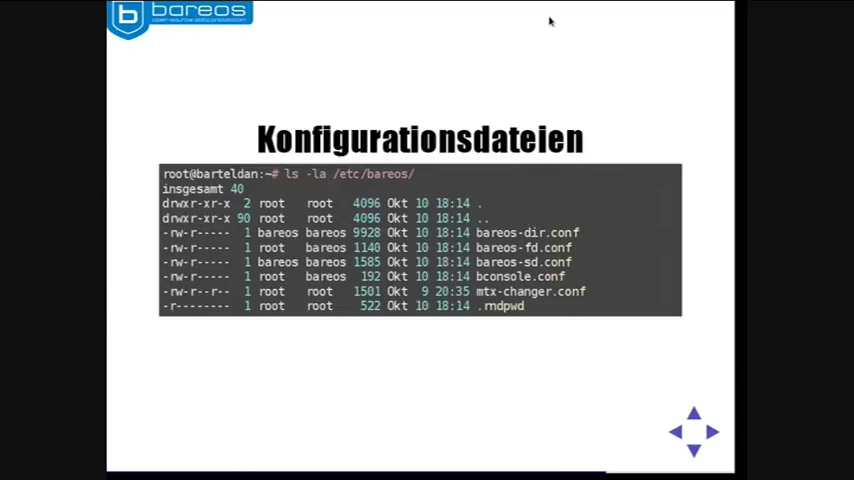 bareos
open source data protection
Konfigurationsdateien
root@barteldan:~# ls -la /etc/bareos/
insgesamt 40
drwxr-xr-x 2 root root 4096 Okt 10 18:14 .
drwxr-xr-x 90 root root 4096 Okt 10 18:14 ..
-rw-r----- 1 bareos bareos 9928 Okt 10 18:14 bareos-dir.conf
-rw-r----- 1 root bareos 1140 Okt 10 18:14 bareos-fd.conf
-rw-r----- 1 bareos bareos 1585 Okt 10 18:14 bareos-sd.conf
-rw-r----- 1 root bareos 192 Okt 10 18:14 bconsole.conf
-rw-r--r-- 1 root root 1501 Okt 9 20:35 mtx-changer.conf
-r-------- 1 root root 522 Okt 10 18:14 .rndpwd